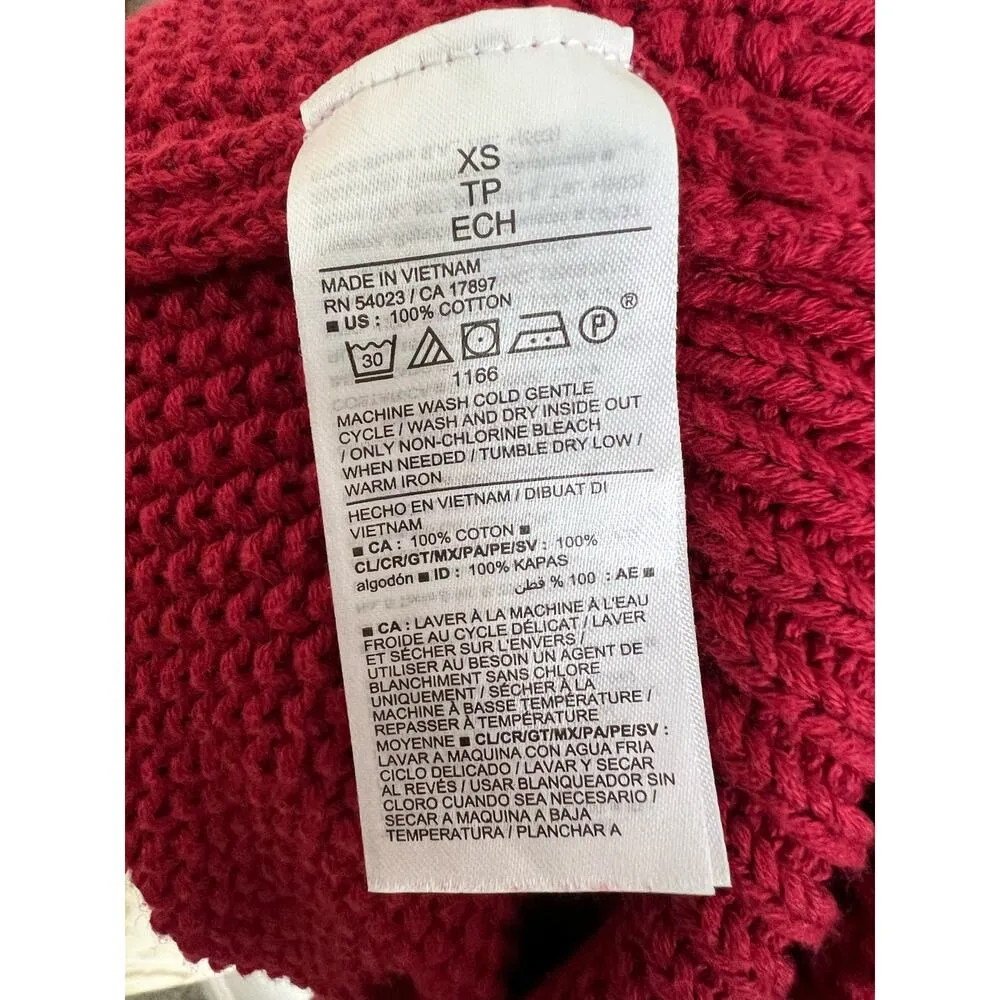 XS
TP
ECH
MADE IN VIETNAM
RN 54023 / CA 17897
■ US : 100% COTTON
30 P ®
1166
MACHINE WASH COLD GENTLE
CYCLE / WASH AND DRY INSIDE OUT
/ ONLY NON-CHLORINE BLEACH
WHEN NEEDED / TUMBLE DRY LOW /
WARM IRON
HECHO EN VIETNAM / DIBUAT DI
VIETNAM
■ CA : 100% COTON ■
CL/CR/GT/MX/PA/PE/SV : 100%
algodón ■ ID : 100% KAPAS
■ AE : 100 % قطن
■ CA : LAVER À LA MACHINE À L'EAU
FROIDE AU CYCLE DÉLICAT / LAVER
ET SÉCHER SUR L'ENVERS /
UTILISER AU BESOIN UN AGENT DE
BLANCHIMENT SANS CHLORE
UNIQUEMENT / SÉCHER À LA
MACHINE À BASSE TEMPÉRATURE /
REPASSER À TEMPÉRATURE
MOYENNE ■ CL/CR/GT/MX/PA/PE/SV :
LAVAR A MAQUINA CON AGUA FRIA
CICLO DELICADO / LAVAR Y SECAR
AL REVÉS / USAR BLANQUEADOR SIN
CLORO CUANDO SEA NECESARIO /
SECAR A MAQUINA A BAJA
TEMPERATURA / PLANCHAR A